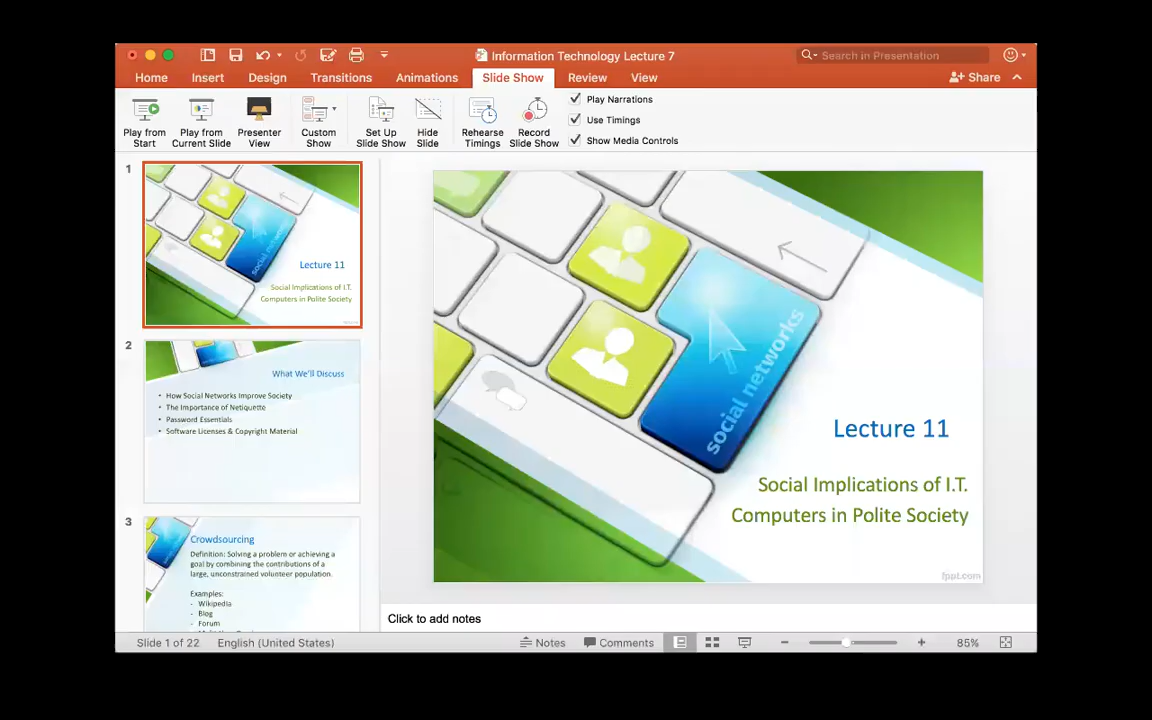 Information Technology Lecture 7
Search in Presentation
Home Insert Design Transitions Animations Slide Show Review View Share
Play from Start
Play from Current Slide
Presenter View
Custom Show
Set Up Slide Show
Hide Slide
Rehearse Timings
Record Slide Show
Play Narrations
Use Timings
Show Media Controls
1
social networks
Lecture 11
Social Implications of I.T.
Computers in Polite Society
2
What We'll Discuss
• How Social Networks Improve Society
• The Importance of Netiquette
• Password Essentials
• Software Licenses & Copyright Material
3
Crowdsourcing
Definition: Solving a problem or achieving a
goal by combining the contributions of a
large, unconstrained volunteer population.
Examples:
- Wikipedia
- Blog
- Forum
social networks
Lecture 11
Social Implications of I.T.
Computers in Polite Society
fppt.com
Click to add notes
Slide 1 of 22 English (United States) Notes Comments 85%